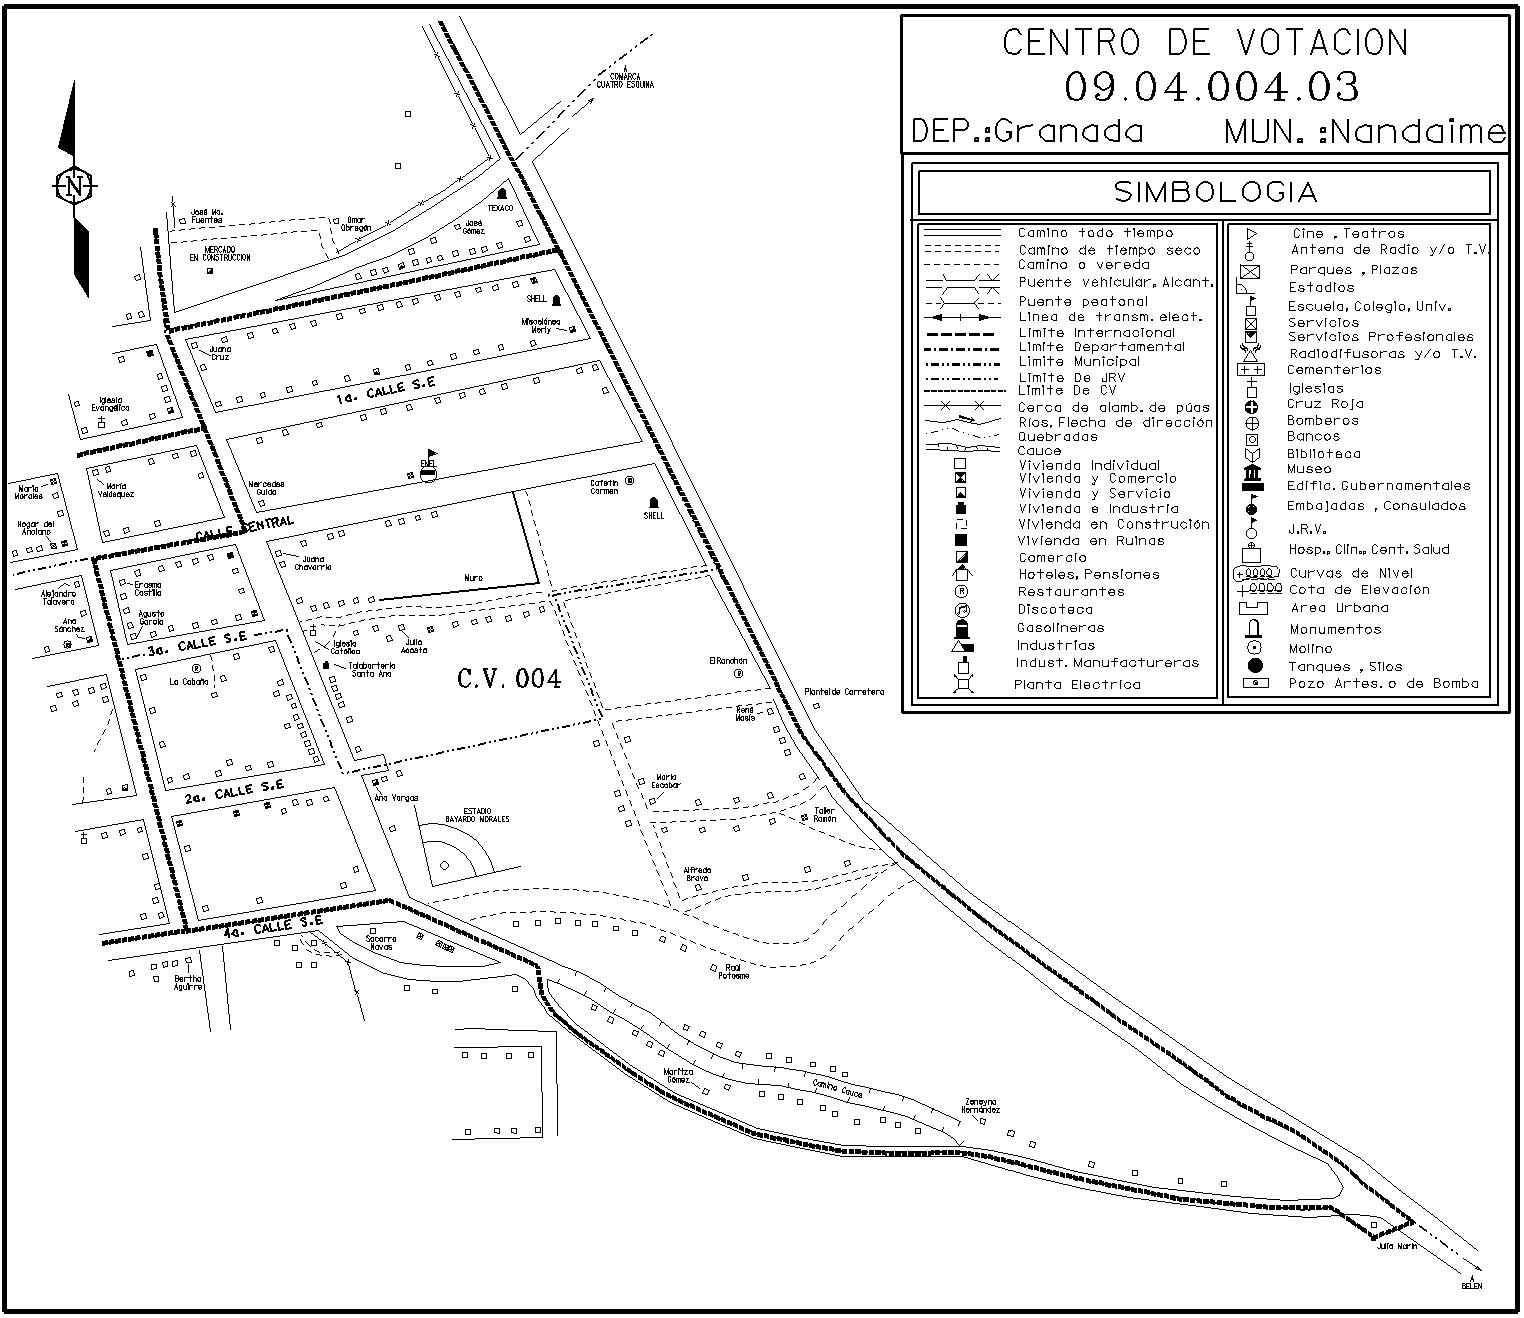 CENTRO DE VOTACION
09.04.004.03
DEP.:Granada MUN. :Nandaime
SIMBOLOGIA
Camino todo tiempo
Camino de tiempo seco
Camino o vereda
Puente vehicular, Alcant.
Puente peatonal
Linea de transm. elect.
Limite Internacional
Limite Departamental
Limite Municipal
Limite De JRV
Limite De CV
Cerca de alamb. de púas
Ríos, Flecha de dirección
Quebradas
Cauce
Vivienda Individual
Vivienda y Comercio
Vivienda y Servicio
Vivienda e Industria
Vivienda en Construción
Vivienda en Ruinas
Comercio
Hoteles, Pensiones
Restaurantes
Discoteca
Gasolineras
Industrias
Indust. Manufactureras
Planta Electrica
Cine , Teatros
Antena de Radio y/o T.V.
Parques , Plazas
Estadios
Escuela, Colegio, Univ.
Servicios
Servicios Profesionales
Radiodifusoras y/o T.V.
Cementerios
Iglesias
Cruz Roja
Bomberos
Bancos
Biblioteca
Museo
Edific. Gubernamentales
Embajadas , Consulados
J.R.V.
Hosp., Clin., Cent. Salud
Curvas de Nivel
Cota de Elevación
Area Urbana
Monumentos
Molino
Tanques , Silos
Pozo Artes. o de Bomba
A
COMARCA
CUATRO ESQUINA
N
José Ma.
Fuentes
Omar
Obregón
TEXACO
José
Gómez
MERCADO
EN CONSTRUCCION
SHELL
Miscelánea
Merly
Juana
Cruz
1a. CALLE S.E
Iglesia
Evangélica
ENEL
María
Morales
María
Velásquez
Mercedes
Guido
Cafetín
Carmen
SHELL
Hogar del
Anciano
CALLE CENTRAL
Juana
Chavarría
Muro
Alejandro
Talavera
Erasmo
Castilla
Ana
Sánchez
Agusto
García
3a. CALLE S.E
Iglesia
Católica
Julio
Acosta
Talabartería
Santa Ana
La Cabaña
C.V. 004
El Ranchón
Plantel de Carretera
René
Masís
2a. CALLE S.E
Ana Vargas
María
Escobar
ESTADIO
BAYARDO MORALES
Taller
Ramón
Alfredo
Bravo
4a. CALLE S.E
Socorro
Navas
Bertha
Aguirre
Raúl
Potosme
Maritza
Gómez
Camino Cauce
Zeneyna
Hernández
Julio Marín
A
BELEN